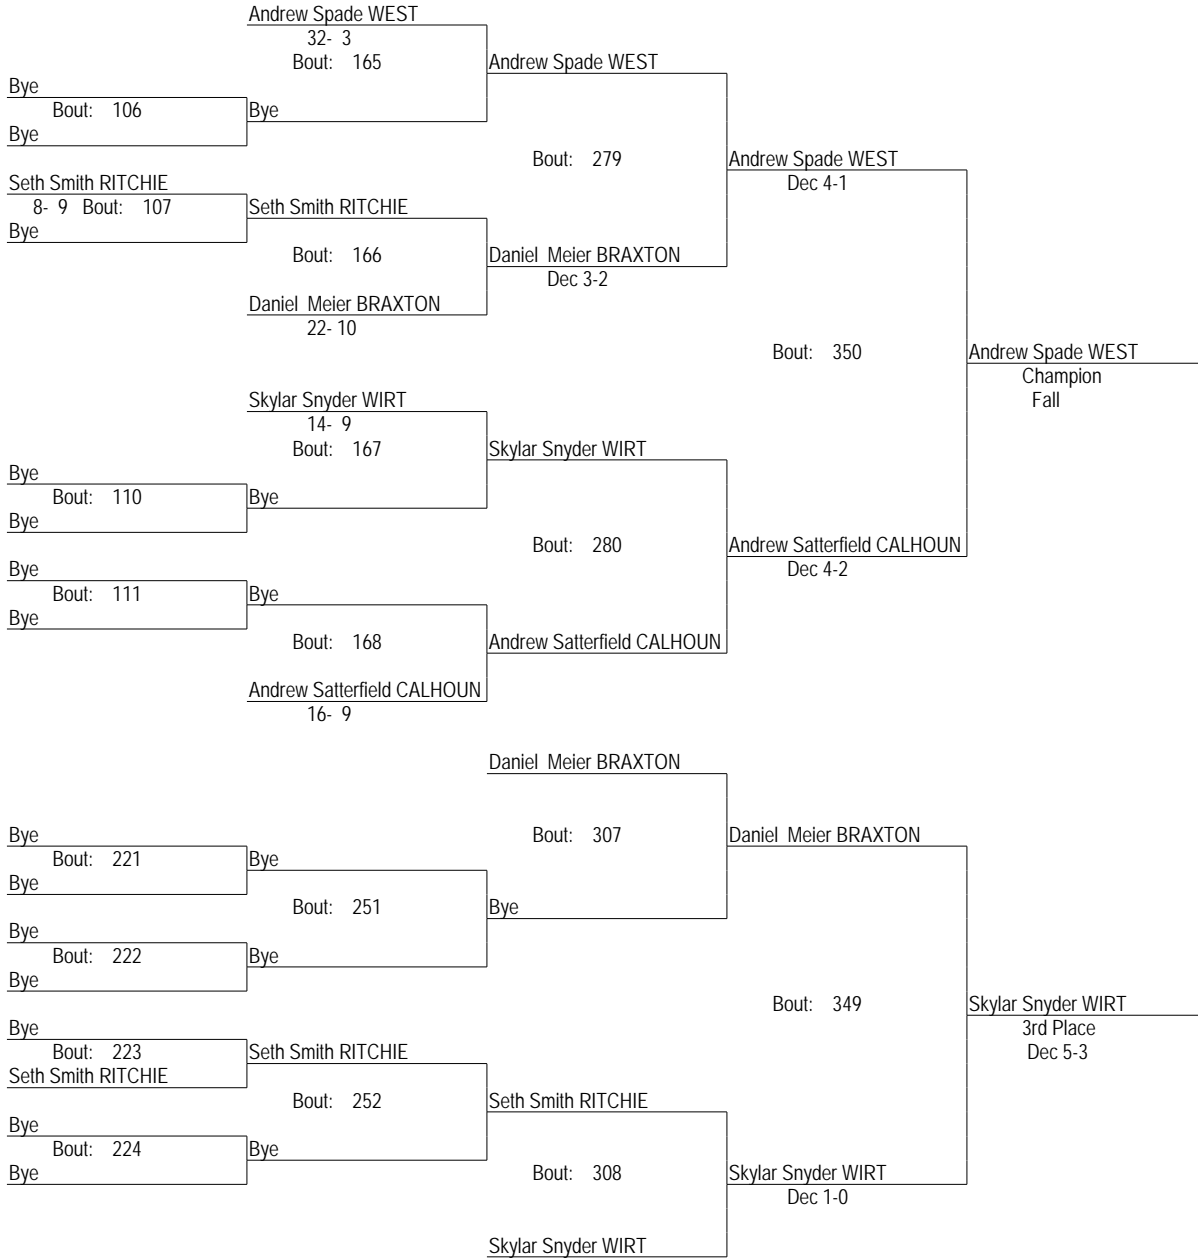 Andrew Spade WEST
32- 3
Bout: 165
Andrew Spade WEST
Bye
Bout: 106
Bye
Bye
Bout: 279
Andrew Spade WEST
Dec 4-1
Seth Smith RITCHIE
8- 9 Bout: 107
Seth Smith RITCHIE
Bye
Bout: 166
Daniel Meier BRAXTON
Dec 3-2
Daniel Meier BRAXTON
22- 10
Bout: 350
Andrew Spade WEST
Champion
Fall
Skylar Snyder WIRT
14- 9
Bout: 167
Skylar Snyder WIRT
Bye
Bout: 110
Bye
Bye
Bout: 280
Andrew Satterfield CALHOUN
Dec 4-2
Bye
Bout: 111
Bye
Bye
Bout: 168
Andrew Satterfield CALHOUN
Andrew Satterfield CALHOUN
16- 9
Daniel Meier BRAXTON
Bout: 307
Daniel Meier BRAXTON
Bye
Bout: 221
Bye
Bye
Bout: 251
Bye
Bye
Bout: 222
Bye
Bye
Bout: 349
Skylar Snyder WIRT
3rd Place
Dec 5-3
Bye
Bout: 223
Seth Smith RITCHIE
Seth Smith RITCHIE
Bout: 252
Seth Smith RITCHIE
Bye
Bout: 224
Bye
Bye
Bout: 308
Skylar Snyder WIRT
Dec 1-0
Skylar Snyder WIRT